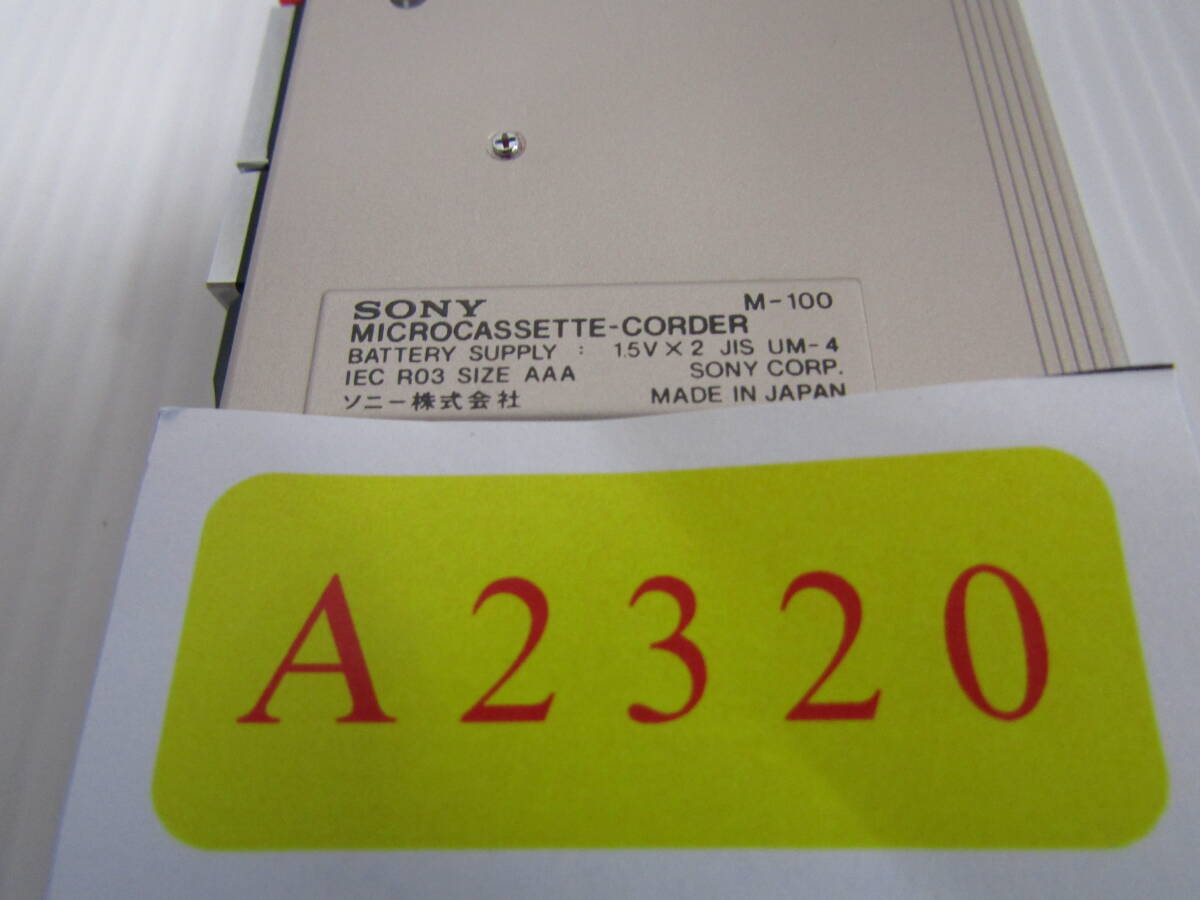 SONY M-100
MICROCASSETTE-CORDER
BATTERY SUPPLY : 1.5V×2 JIS UM-4
IEC R03 SIZE AAA SONY CORP.
ソニー株式会社 MADE IN JAPAN
A2320